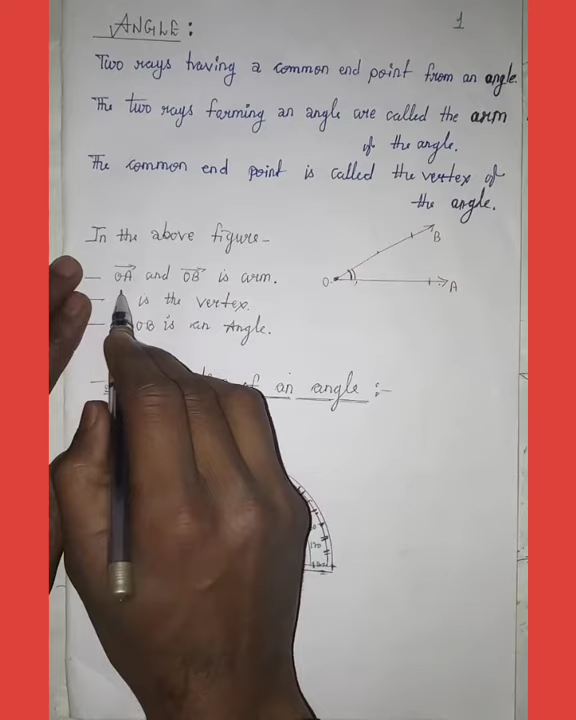 ANGLE:
1
Two rays having a common end point from an angle.
The two rays forming an angle are called the arm
of the angle.
The common end point is called the vertex of
the angle.
In the above figure-
B
O
A
— OA and OB is arm.
— is the vertex.
— OB is an Angle.
of an angle :-